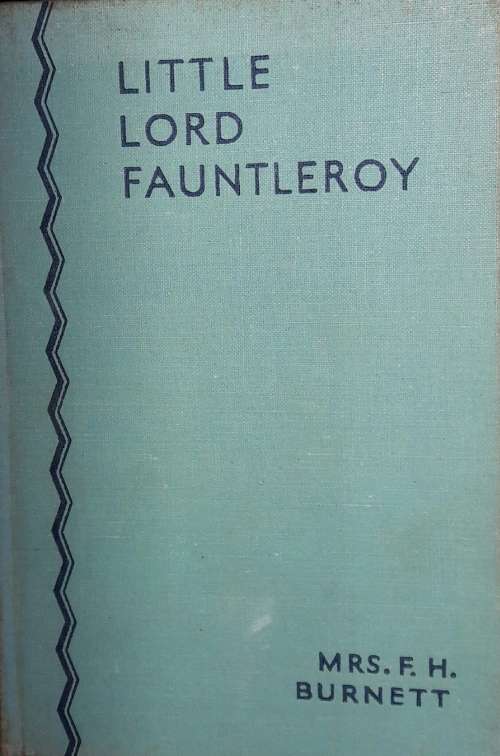 LITTLE
LORD
FAUNTLEROY
MRS. F. H.
BURNETT